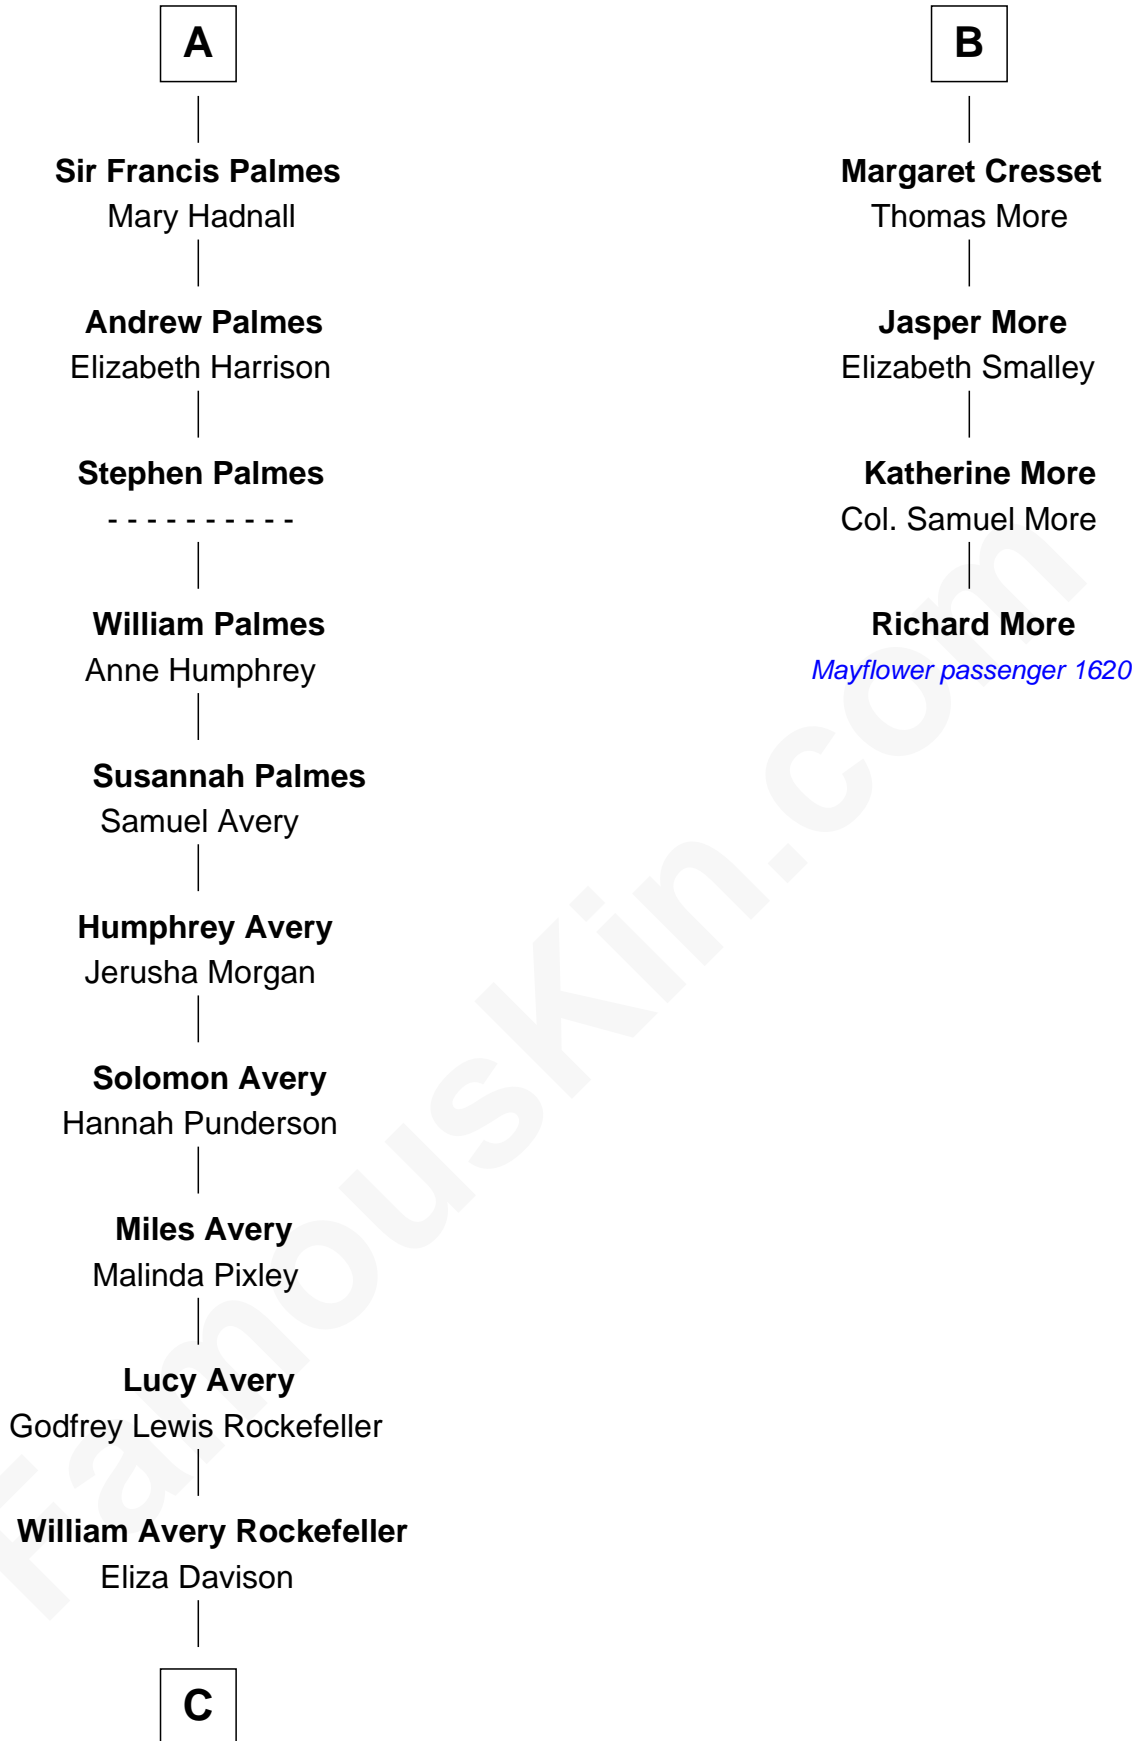 A
Sir Francis Palmes
Mary Hadnall
Andrew Palmes
Elizabeth Harrison
Stephen Palmes
- - - - - - - - - -
William Palmes
Anne Humphrey
Susannah Palmes
Samuel Avery
Humphrey Avery
Jerusha Morgan
Solomon Avery
Hannah Punderson
Miles Avery
Malinda Pixley
Lucy Avery
Godfrey Lewis Rockefeller
William Avery Rockefeller
Eliza Davison
C
B
Margaret Cresset
Thomas More
Jasper More
Elizabeth Smalley
Katherine More
Col. Samuel More
Richard More
Mayflower passenger 1620
FamousKin.com